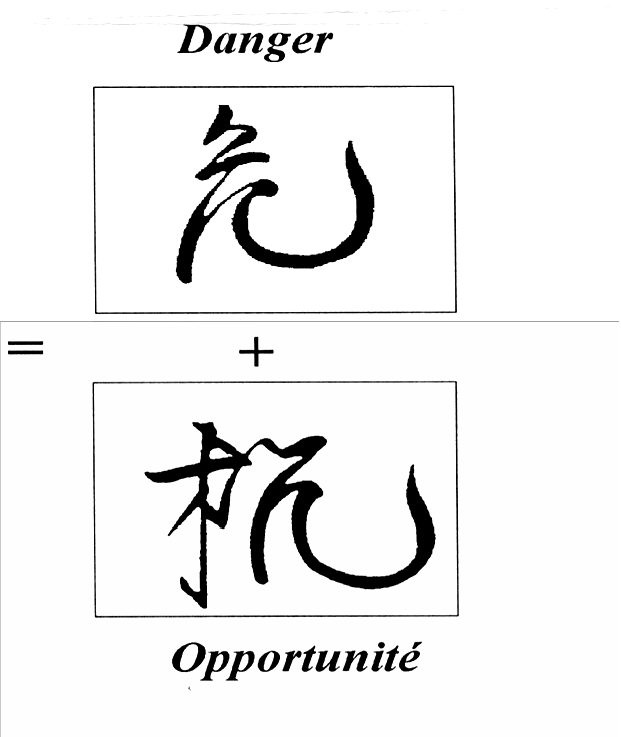 Danger
危
= +
机
Opportunité